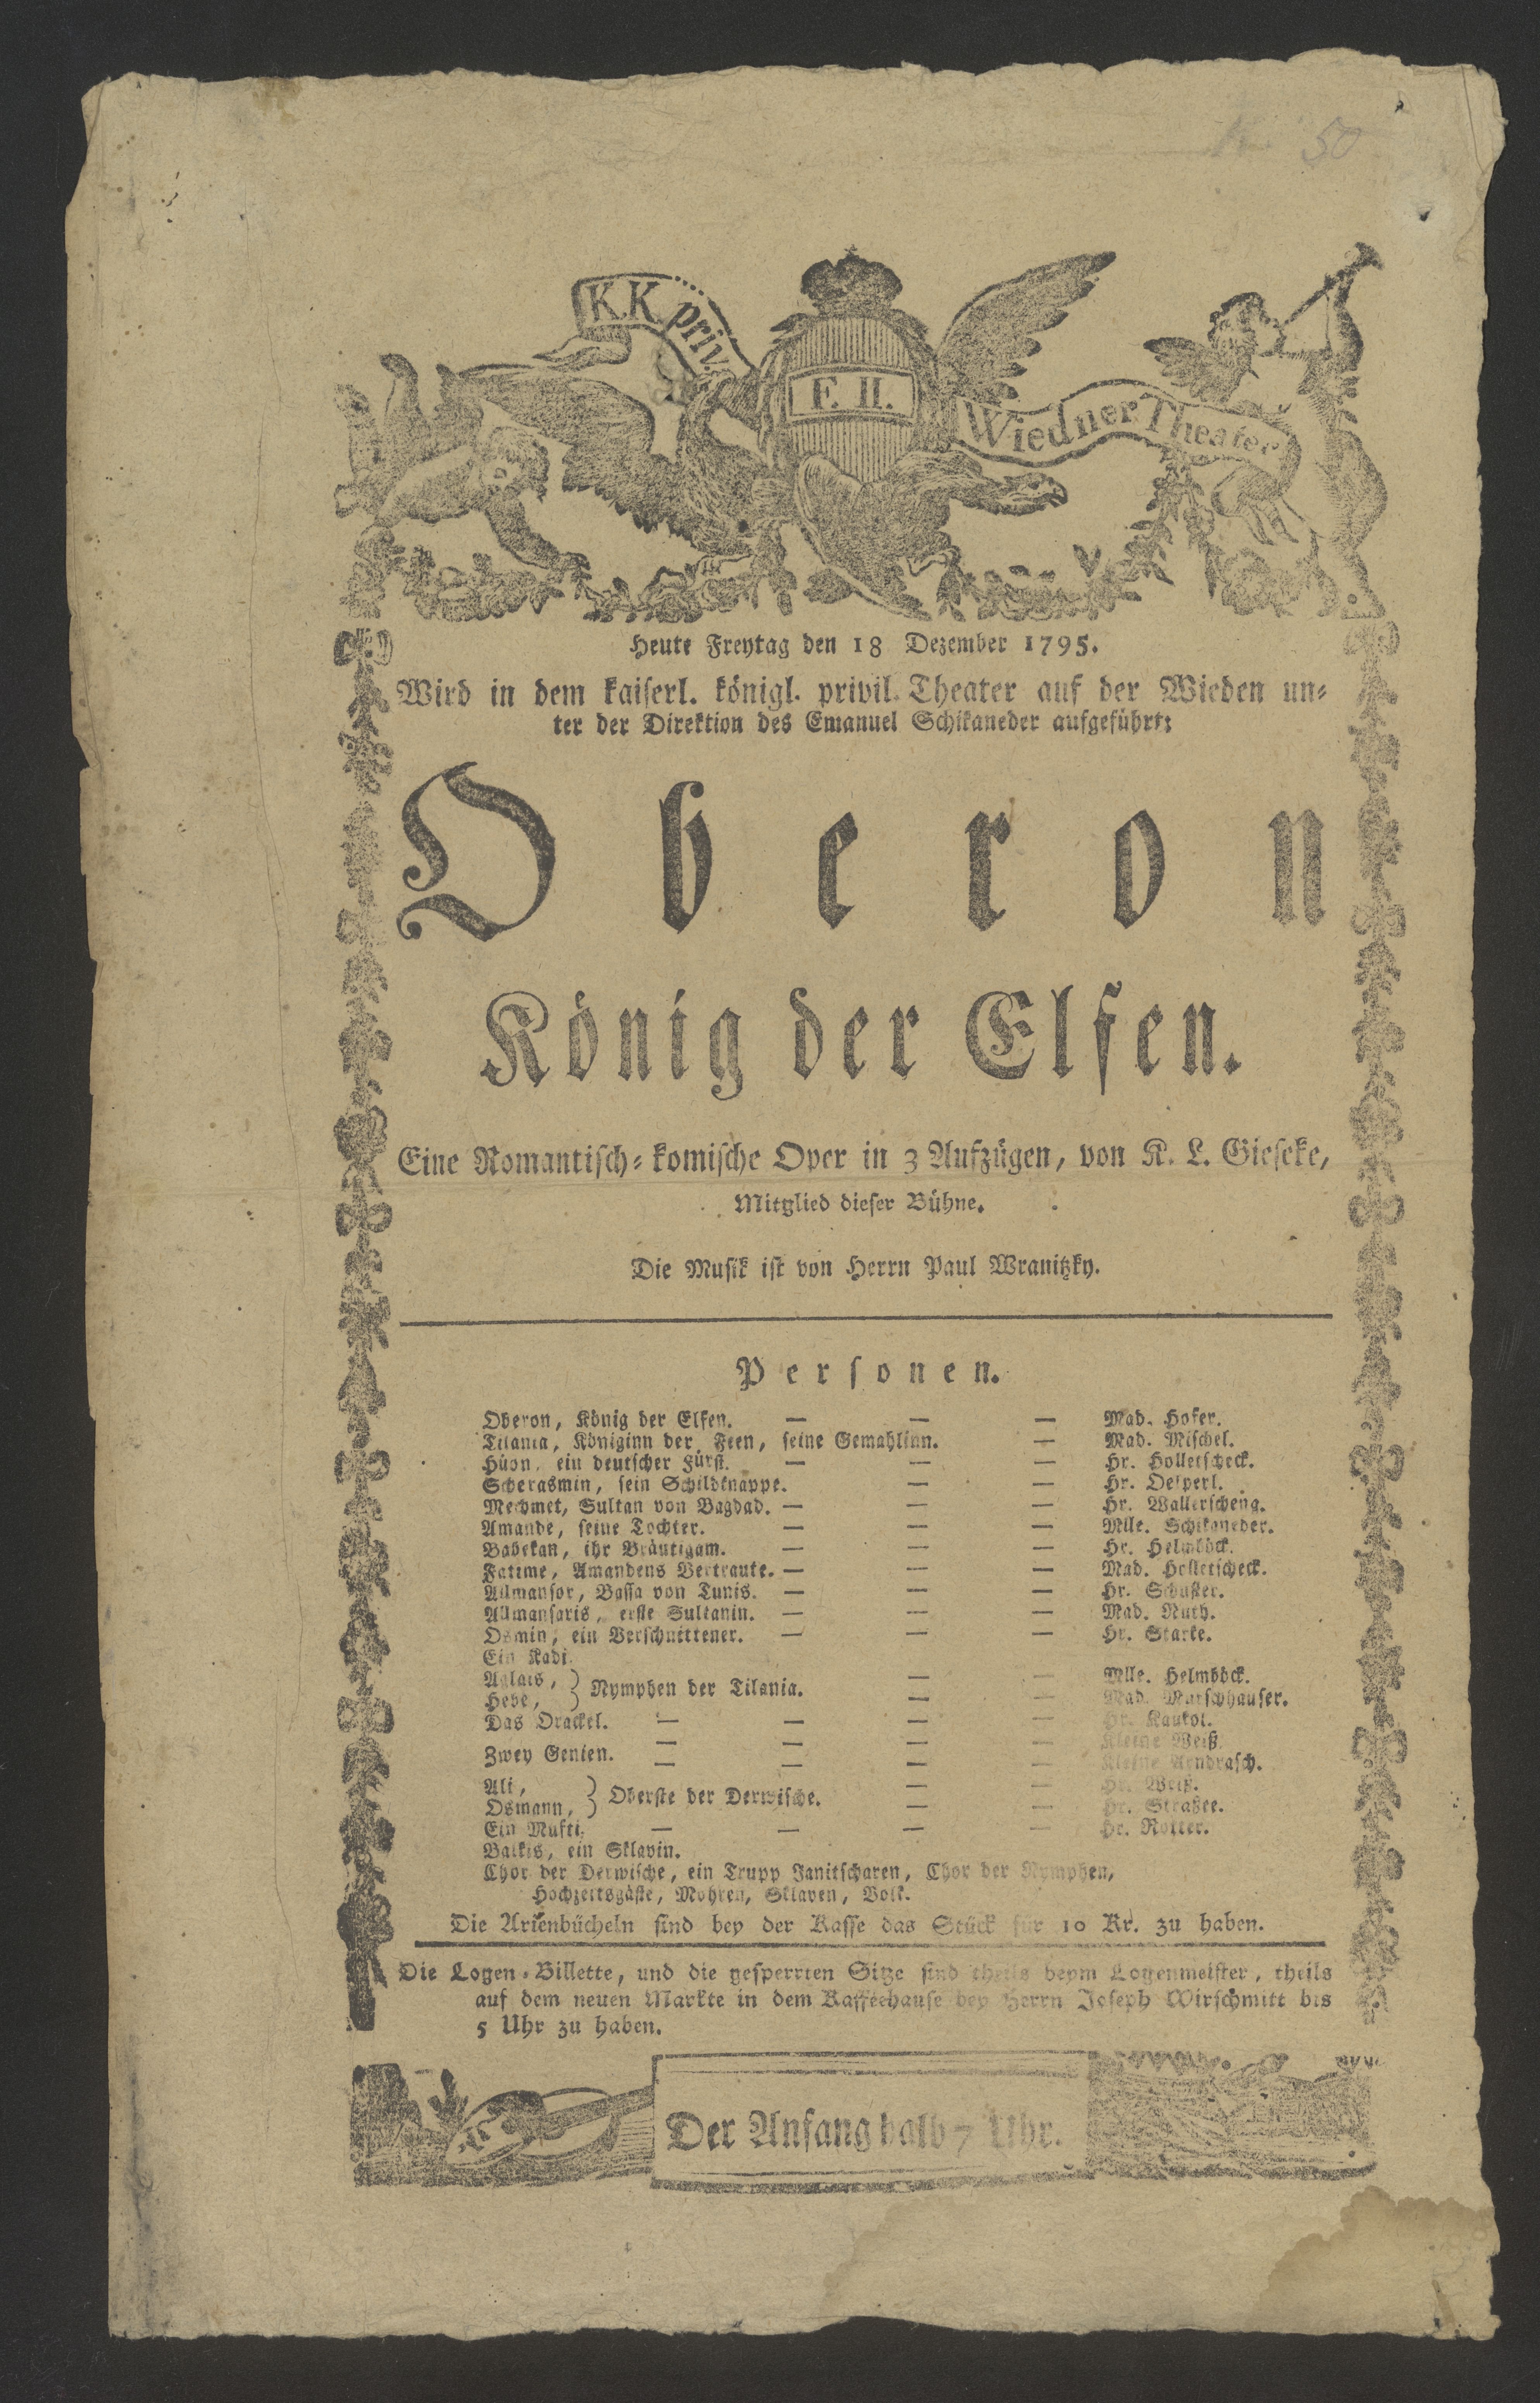 50
KK priv.
F. II.
Wiedner Theater
Heute Freytag den 18 Dezember 1795.
Wird in dem kaiserl. königl. privil. Theater auf der Wieden un-
ter der Direktion des Emanuel Schikaneder aufgeführt:
Oberon
König der Elfen.
Eine Romantisch-komische Oper in 3 Aufzügen, von K. L. Gieseke,
Mitglied dieser Bühne.
Die Musik ist von Herrn Paul Wranitzky.
Personen.
Oberon, König der Elfen. — — — Mad. Hofer.
Titania, Königinn der Feen, seine Gemahlinn. — Mad. Mischel.
Hüon, ein deutscher Fürst. — — — Hr. Holletscheck.
Scherasmin, sein Schildknappe. — — Hr. Oesperl.
Mechmet, Sultan von Bagdad. — — — Hr. Wallerscheng.
Amande, seine Tochter. — — — Mlle. Schikaneder.
Babekan, ihr Bräutigam. — — — Hr. Helmböck.
Fatime, Amandens Vertraute. — — — Mad. Holletscheck.
Allmansor, Bassa von Tunis. — — — Hr. Schuster.
Allmansaris, erste Sultanin. — — — Mad. Ruth.
Osmin, ein Verschnittener. — — — Hr. Starke.
Ein Kadi.
Aglais, } Nymphen der Titania. — — Mlle. Helmböck.
Hebe, — — Mad. Marschhauser.
Das Orackel. — — — — Hr. Kaukol.
Zwey Genien. — — — — Kleine Weiß.
— — — — Kleine
Ali, } Oberste der Derwische. — — Hr. Weiß.
Osmann, — — Hr. Straßer.
Ein Mufti. — — — — Hr. Rotter.
Balkis, ein Sklavin.
Chor der Derwische, ein Trupp Janitscharen, Chor der Nymphen,
Hochzeitsgäste, Mohren, Sklaven, Volk.
Die Arienbücheln sind bey der Kasse das Stück für 10 Kr. zu haben.
Die Logen-Billette, und die gesperrten Sitze sind theils beym Logenmeister, theils
auf dem neuen Markte in dem Kaffeehause bey Herrn Joseph Wirschmitt bis
5 Uhr zu haben.
Der Anfang halb 7 Uhr.